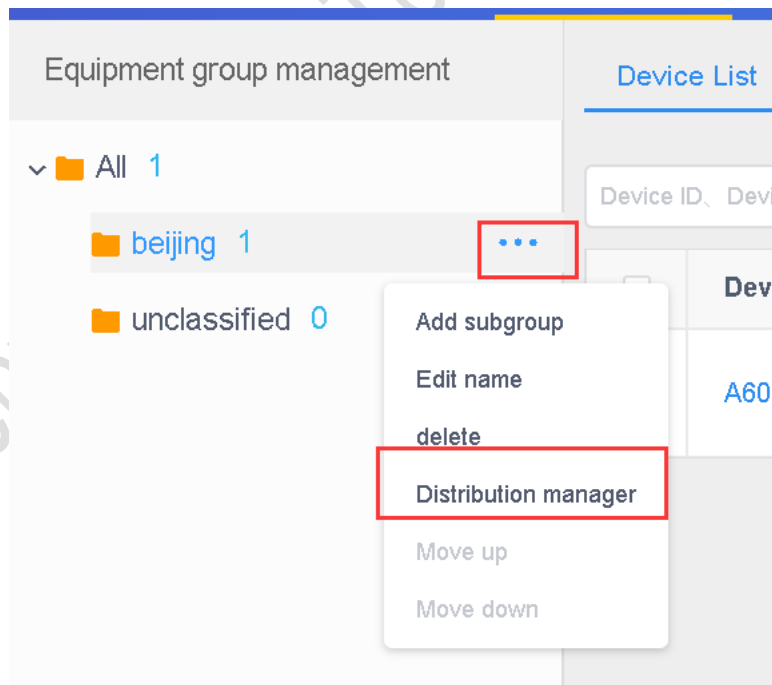 Equipment group management
Device List
All 1
Device ID、Devi
beijing 1
...
Dev
unclassified 0
Add subgroup
Edit name
A60
delete
Distribution manager
Move up
Move down